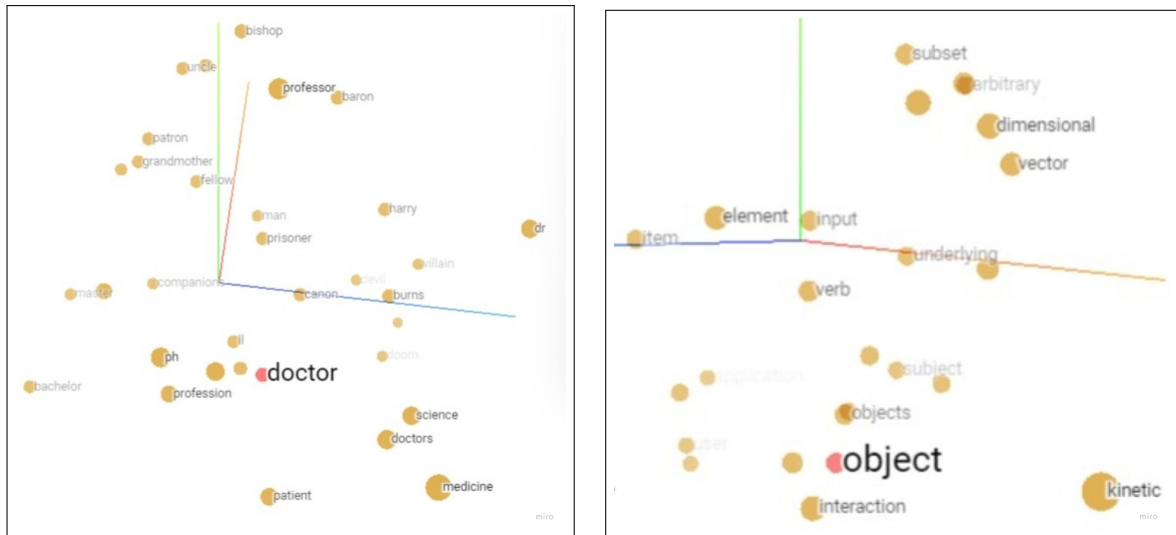 bishop
uncle
professor
baron
patron
grandmother
fellow
man
harry
prisoner
dr
villain
companions
devil
master
canon
burns
ll
doom
ph
doctor
bachelor
profession
science
doctors
medicine
patient
miro
subset
arbitrary
dimensional
vector
element
input
item
underlying
verb
subject
application
objects
user
object
kinetic
interaction
miro